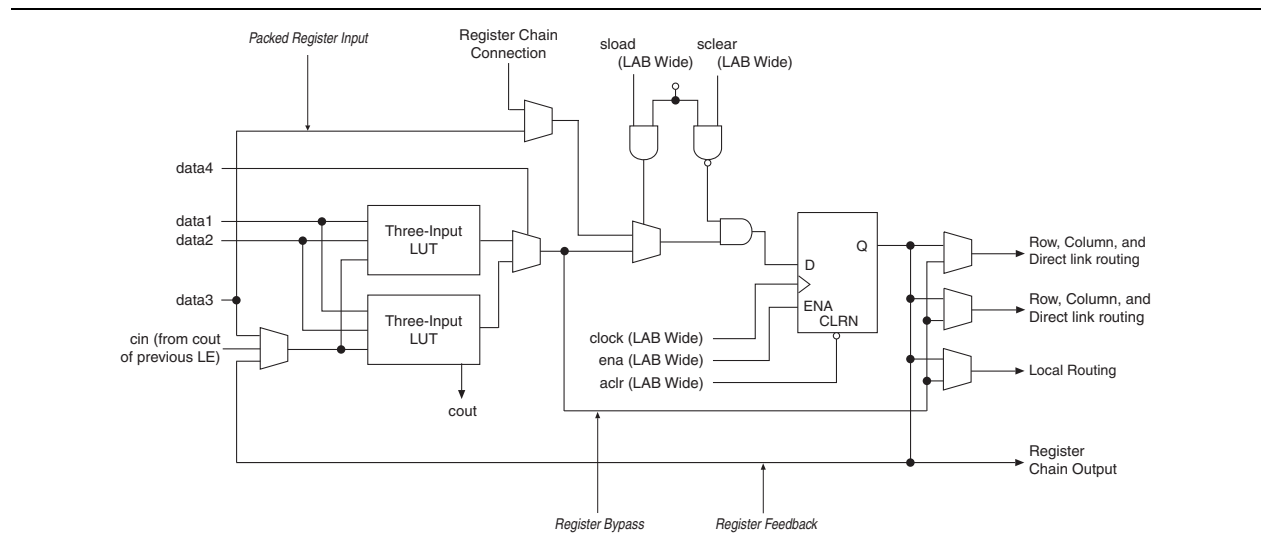 Packed Register Input
Register Chain
Connection
sload
(LAB Wide)
sclear
(LAB Wide)
data4
data1
data2
data3
cin (from cout
of previous LE)
Three-Input
LUT
Three-Input
LUT
cout
clock (LAB Wide)
ena (LAB Wide)
aclr (LAB Wide)
Q
D
ENA
CLRN
Row, Column, and
Direct link routing
Row, Column, and
Direct link routing
Local Routing
Register
Chain Output
Register Bypass
Register Feedback